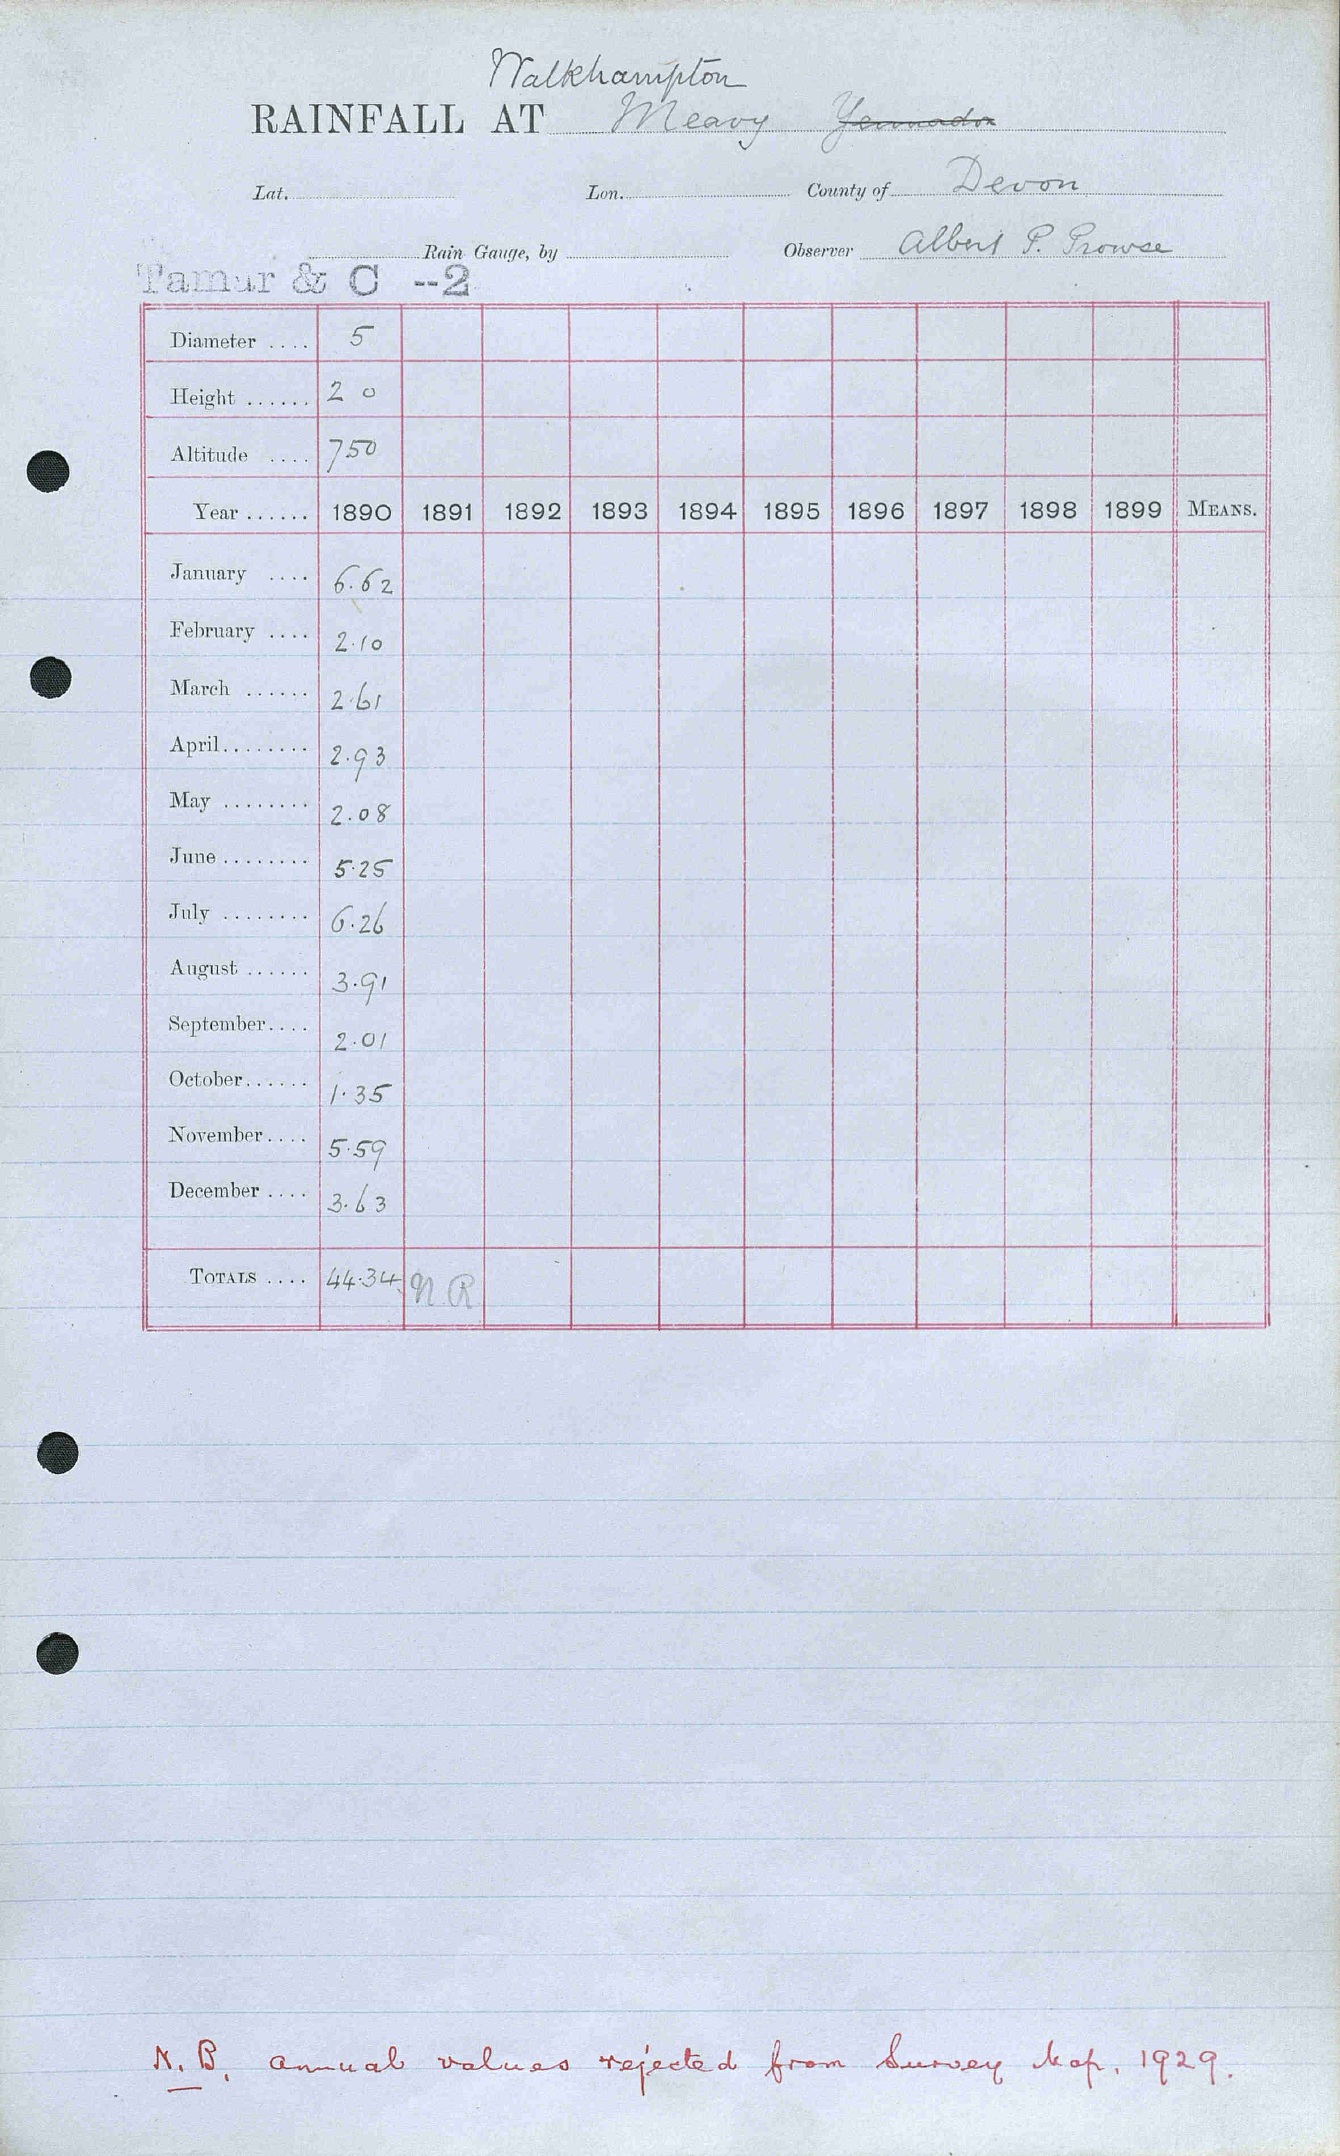 Walkhampton
RAINFALL AT Meavy Yennadon
Lat. Lon. County of Devon
Rain Gauge, by Observer Albert P. Prowse
Tamar & C --2
Diameter .... 5
Height ...... 2 0
Altitude .... 750
Year ...... 1890 1891 1892 1893 1894 1895 1896 1897 1898 1899 MEANS.
January .... 6.62
February .... 2.10
March ...... 2.61
April........ 2.93
May ........ 2.08
June ........ 5.25
July ........ 6.26
August ...... 3.91
September.... 2.01
October...... 1.35
November.... 5.59
December .... 3.63
TOTALS .... 44.34 N R
N.B. annual values rejected from Survey Map. 1929.